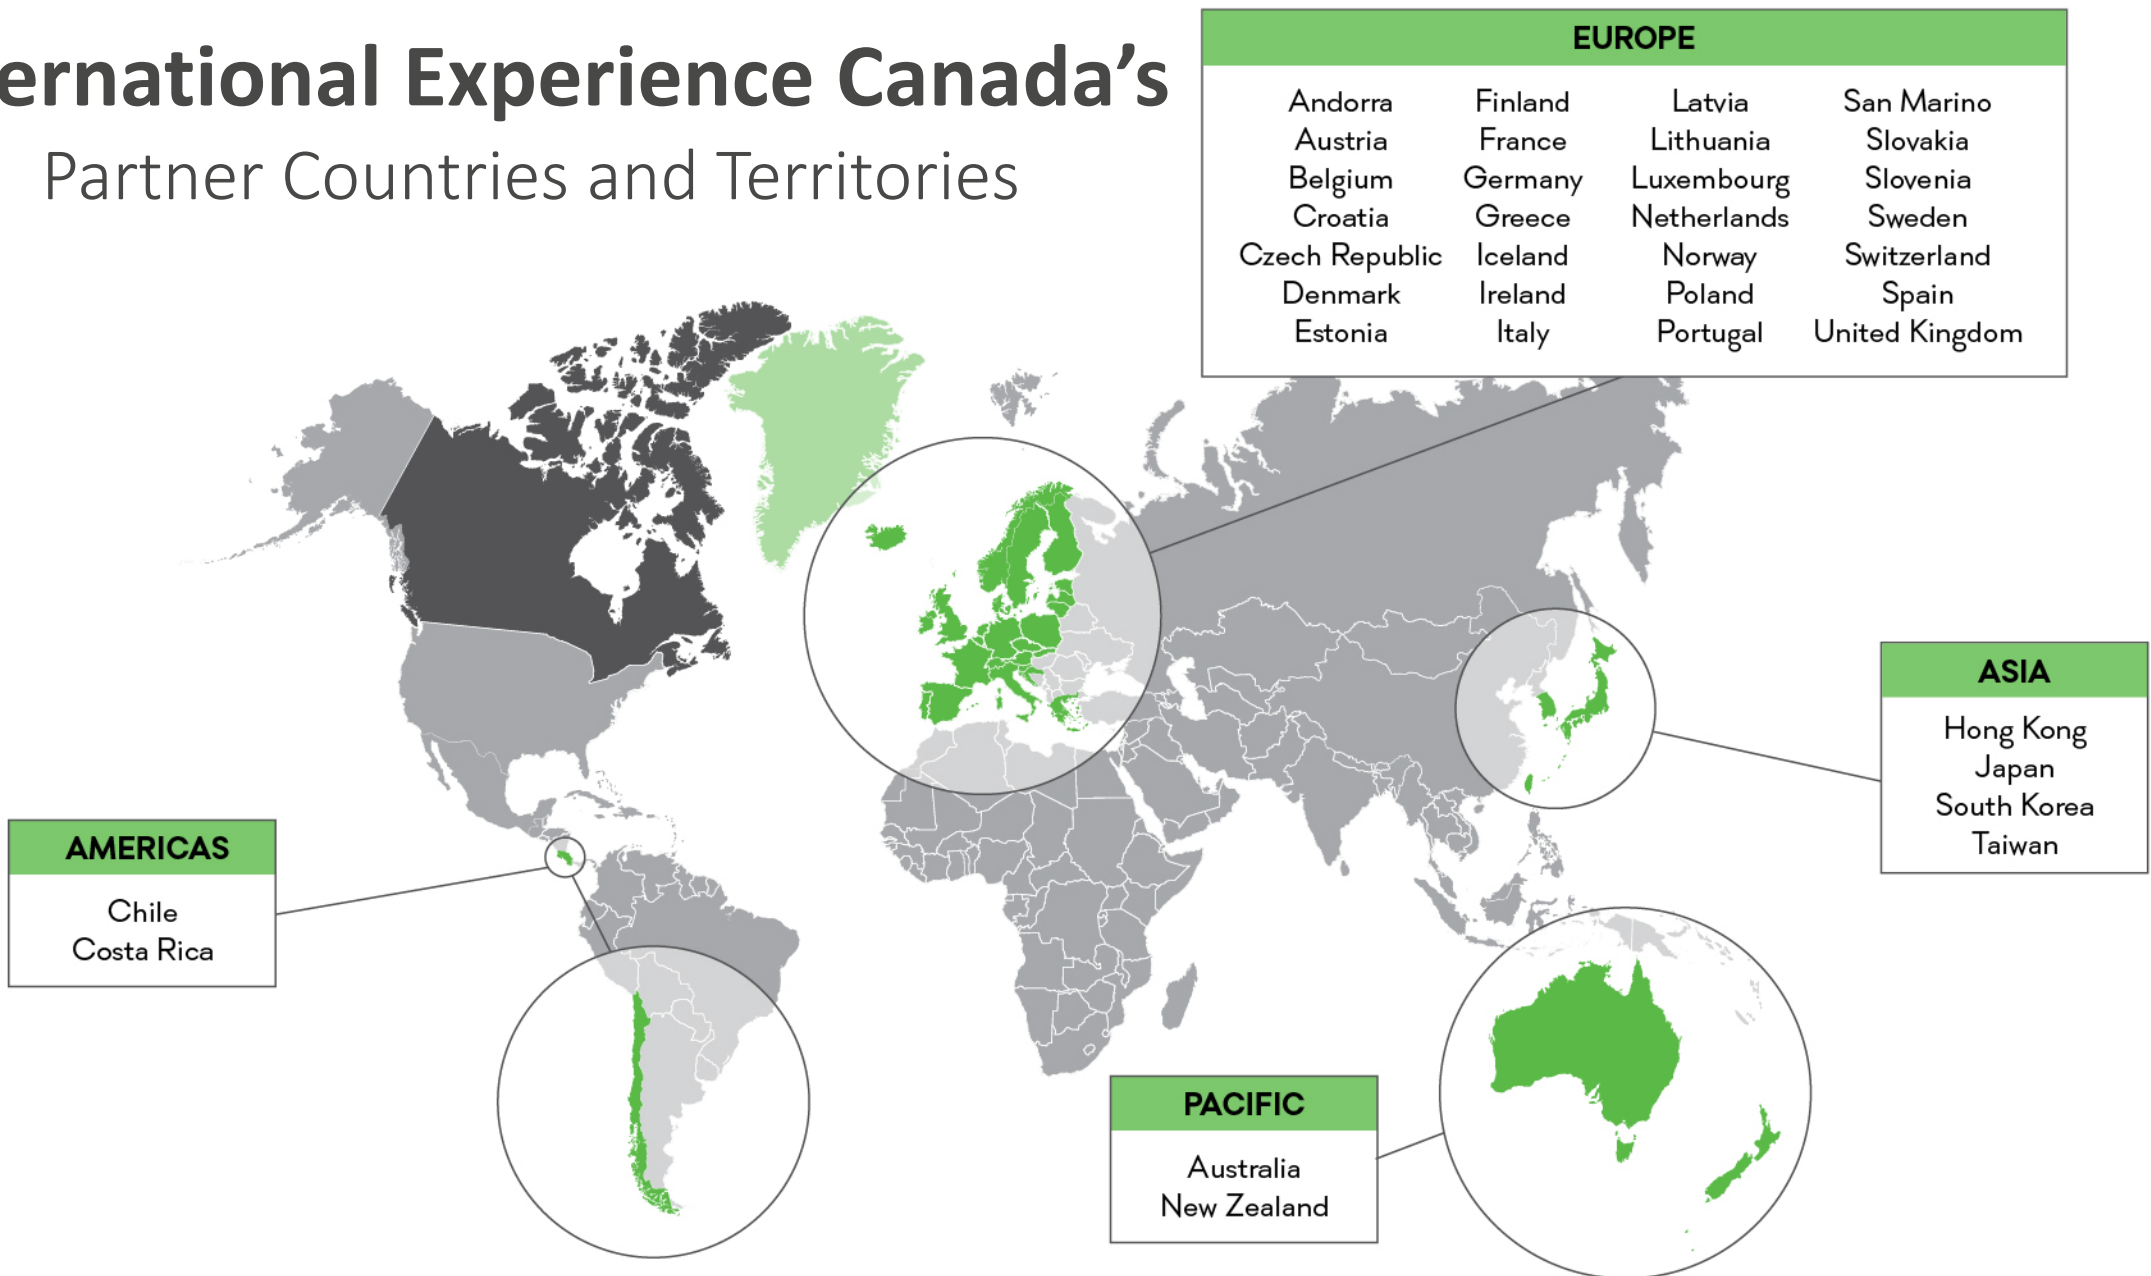 ernational Experience Canada's
Partner Countries and Territories
EUROPE
Andorra Finland Latvia San Marino
Austria France Lithuania Slovakia
Belgium Germany Luxembourg Slovenia
Croatia Greece Netherlands Sweden
Czech Republic Iceland Norway Switzerland
Denmark Ireland Poland Spain
Estonia Italy Portugal United Kingdom
ASIA
Hong Kong
Japan
South Korea
Taiwan
AMERICAS
Chile
Costa Rica
PACIFIC
Australia
New Zealand